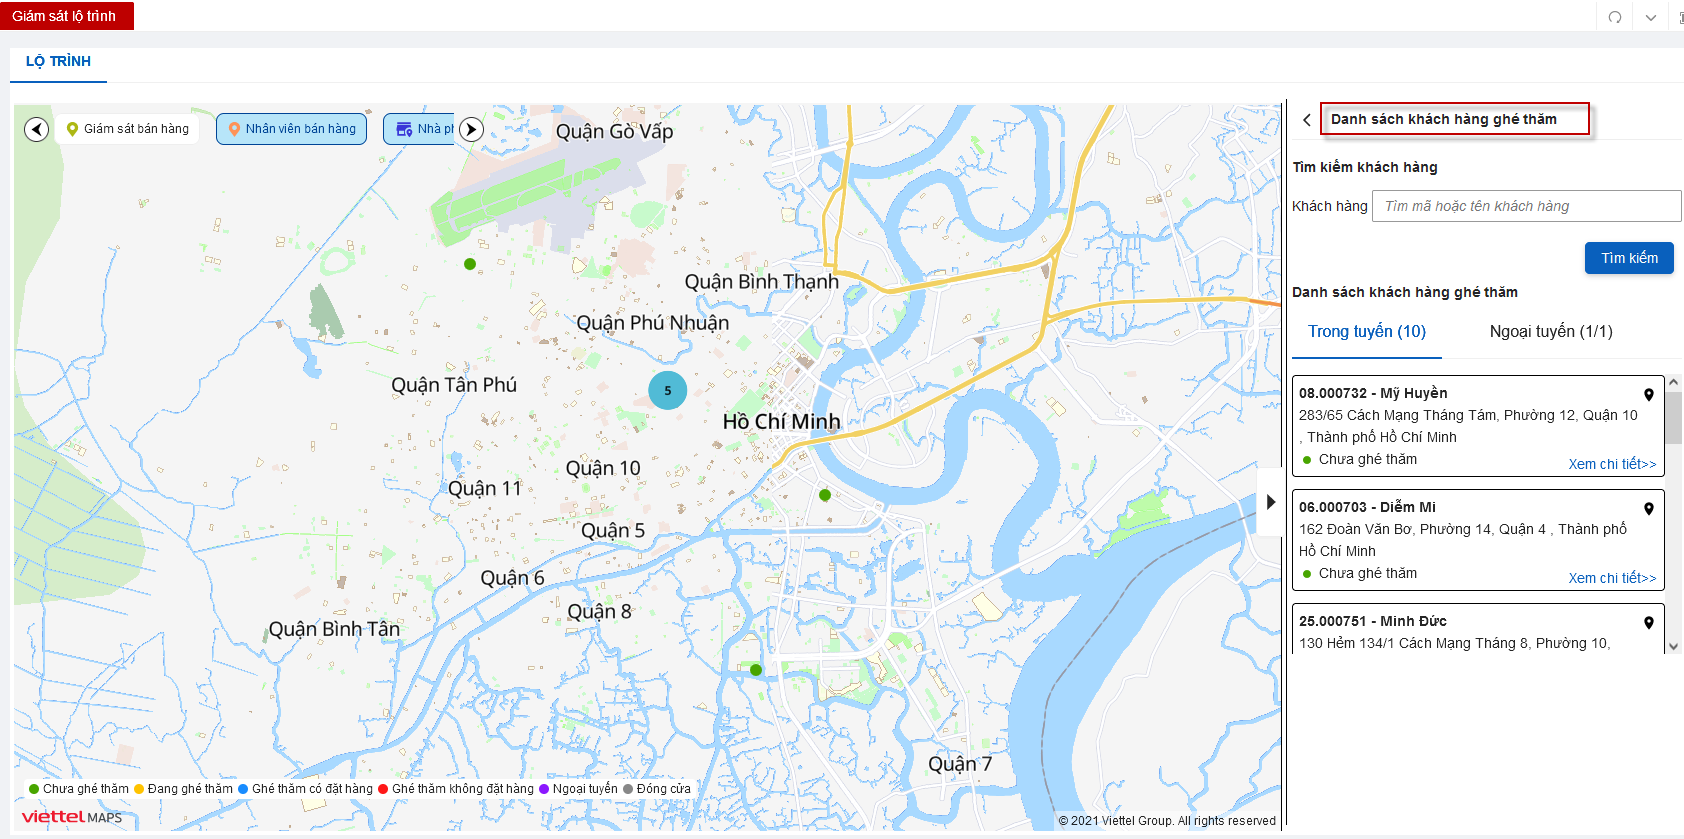 Giám sát lộ trình
LỘ TRÌNH
Giám sát bán hàng
Nhân viên bán hàng
Nhà ph
Quận Gò Vấp
Quận Bình Thạnh
Quận Phú Nhuận
Quận Tân Phú
5
Hồ Chí Minh
Quận 10
Quận 11
Quận 5
Quận 6
Quận 8
Quận Bình Tân
Quận 7
Chưa ghé thăm
Đang ghé thăm
Ghé thăm có đặt hàng
Ghé thăm không đặt hàng
Ngoại tuyến
Đóng cửa
viettel MAPS
© 2021 Viettel Group. All rights reserved
Danh sách khách hàng ghé thăm
Tìm kiếm khách hàng
Khách hàng
Tìm mã hoặc tên khách hàng
Tìm kiếm
Danh sách khách hàng ghé thăm
Trong tuyến (10)
Ngoại tuyến (1/1)
08.000732 - Mỹ Huyền
283/65 Cách Mạng Tháng Tám, Phường 12, Quận 10
, Thành phố Hồ Chí Minh
Chưa ghé thăm
Xem chi tiết>>
06.000703 - Diễm Mi
162 Đoàn Văn Bơ, Phường 14, Quận 4 , Thành phố
Hồ Chí Minh
Chưa ghé thăm
Xem chi tiết>>
25.000751 - Minh Đức
130 Hẻm 134/1 Cách Mạng Tháng 8, Phường 10,